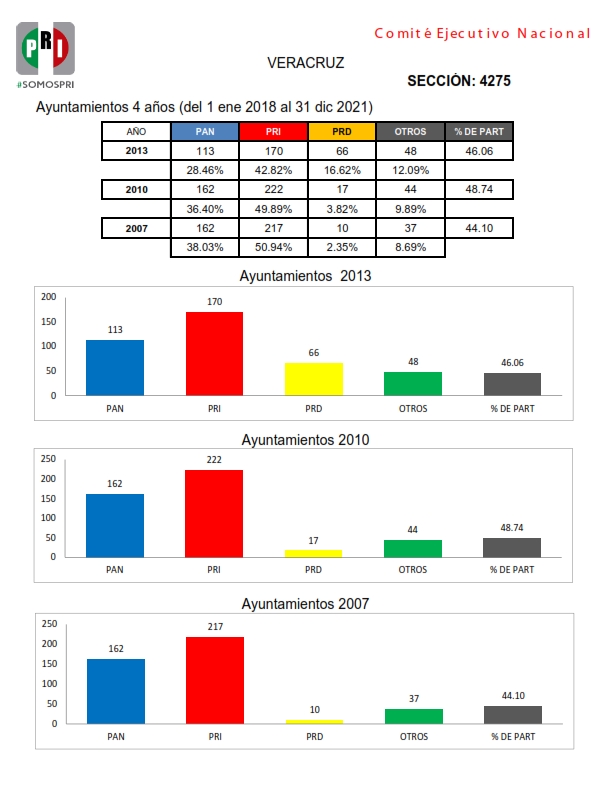 PRI
#SOMOSPRI
Comité Ejecutivo Nacional
VERACRUZ
SECCIÓN: 4275
Ayuntamientos 4 años (del 1 ene 2018 al 31 dic 2021)
AÑO PAN PRI PRD OTROS % DE PART
2013 113 170 66 48 46.06
28.46% 42.82% 16.62% 12.09%
2010 162 222 17 44 48.74
36.40% 49.89% 3.82% 9.89%
2007 162 217 10 37 44.10
38.03% 50.94% 2.35% 8.69%
Ayuntamientos 2013
200
150
100
50
0
113 170 66 48 46.06
PAN PRI PRD OTROS % DE PART
Ayuntamientos 2010
250
200
150
100
50
0
162 222 17 44 48.74
PAN PRI PRD OTROS % DE PART
Ayuntamientos 2007
250
200
150
100
50
0
162 217 10 37 44.10
PAN PRI PRD OTROS % DE PART